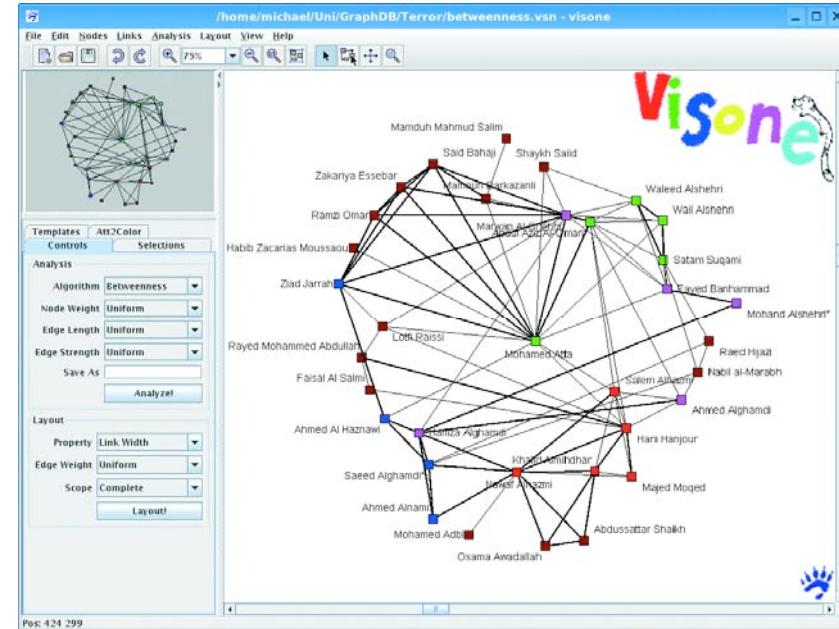 /home/michael/Uni/GraphDB/Terror/betweenness.vsn - visone
File Edit Nodes Links Analysis Layout View Help
75%
Visone
Mamduh Mahmud Salim
Said Bahaji
Shaykh Saiid
Zakariya Essebar
Mamoun Darkazanli
Waleed Alshehri
Ramzi Omar
Wail Alshehri
Habib Zacarias Moussaou
Satam Suqami
Ziad Jarrah
Fayed Banhammad
Mohand Alshehri*
Lotfi Raissi
Rayed Mohammed Abdullah
Mohamed Atta
Raed Hijazi
Faisal Al Salmi
Salem Alhazmi
Nabil al-Marabh
Ahmed Alghamdi
Ahmed Al Haznawi
Hamza Alghamdi
Hani Hanjour
Khalid Almihdhar
Saeed Alghamdi*
Nawaf Alhazmi
Majed Moqed
Ahmed Alnami
Mohamed Adbi
Abdussattar Shaikh
Osama Awadallah
Templates Att2Color
Controls Selections
Analysis
Algorithm Betweenness
Node Weight Uniform
Edge Length Uniform
Edge Strength Uniform
Save As
Analyze!
Layout
Property Link Width
Edge Weight Uniform
Scope Complete
Layout!
Pos: 424 299